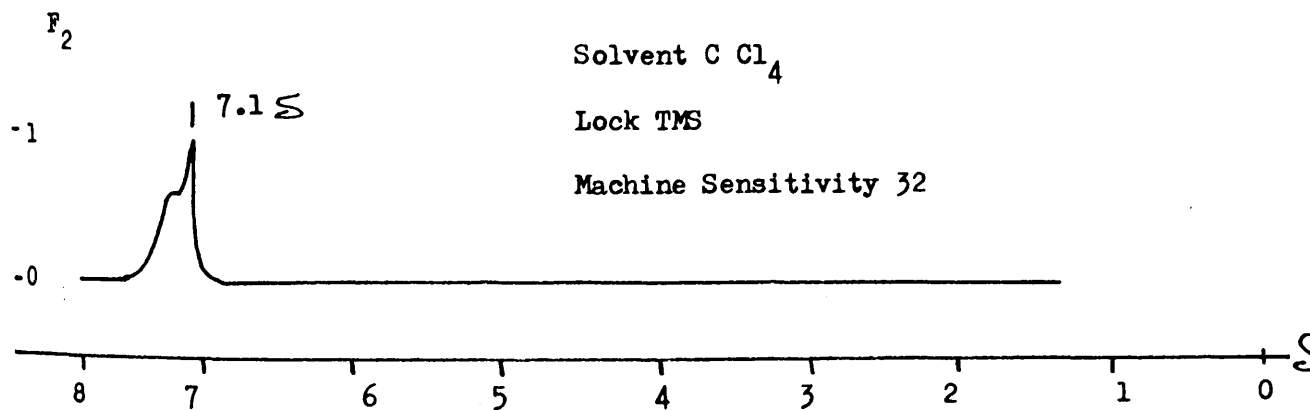 F2
Solvent C Cl4
7.1 δ
-1
Lock TMS
Machine Sensitivity 32
-0
δ
8 7 6 5 4 3 2 1 0